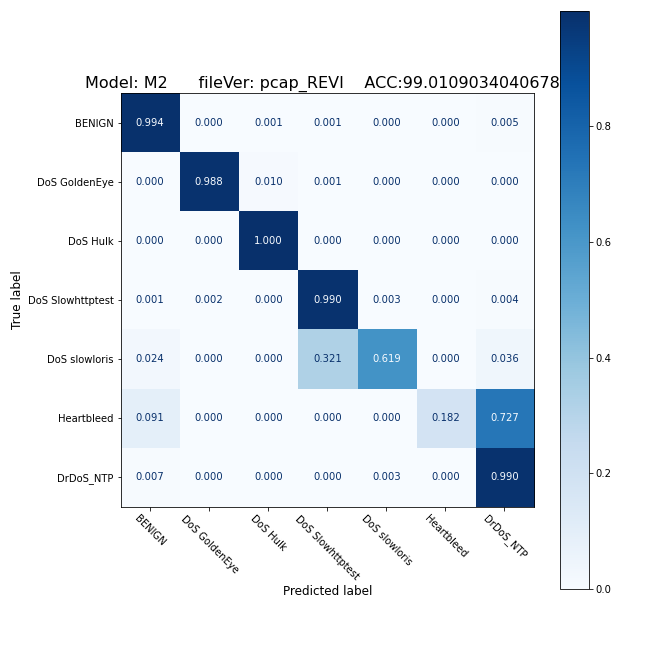 Model: M2 fileVer: pcap_REVI ACC:99.0109034040678
BENIGN 0.994 0.000 0.001 0.001 0.000 0.000 0.005
DoS GoldenEye 0.000 0.988 0.010 0.001 0.000 0.000 0.000
DoS Hulk 0.000 0.000 1.000 0.000 0.000 0.000 0.000
DoS Slowhttptest 0.001 0.002 0.000 0.990 0.003 0.000 0.004
DoS slowloris 0.024 0.000 0.000 0.321 0.619 0.000 0.036
Heartbleed 0.091 0.000 0.000 0.000 0.000 0.182 0.727
DrDoS_NTP 0.007 0.000 0.000 0.000 0.003 0.000 0.990
True label
BENIGN DoS GoldenEye DoS Hulk DoS Slowhttptest DoS slowloris Heartbleed DrDoS_NTP
Predicted label
0.8
0.6
0.4
0.2
0.0